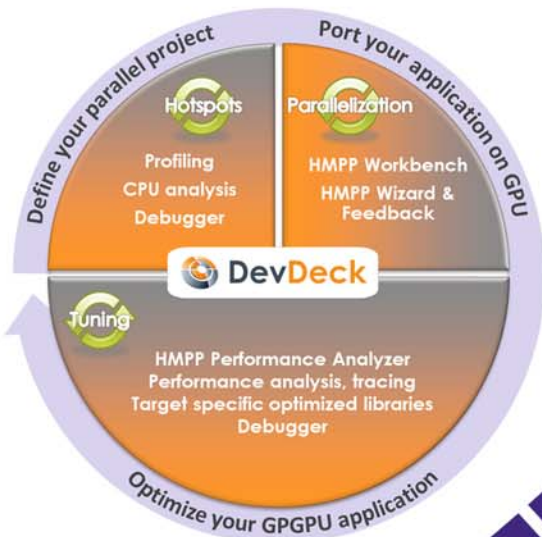 Define your parallel project
Port your application on GPU
Hotspots
Profiling
CPU analysis
Debugger
Parallelization
HMPP Workbench
HMPP Wizard &
Feedback
DevDeck
Tuning
HMPP Performance Analyzer
Performance analysis, tracing
Target specific optimized libraries
Debugger
Optimize your GPGPU application